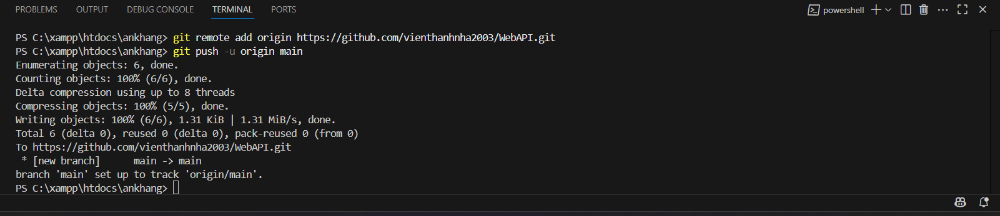 PROBLEMS OUTPUT DEBUG CONSOLE TERMINAL PORTS powershell
PS C:\xampp\htdocs\ankhang> git remote add origin https://github.com/vienthanhnha2003/WebAPI.git
PS C:\xampp\htdocs\ankhang> git push -u origin main
Enumerating objects: 6, done.
Counting objects: 100% (6/6), done.
Delta compression using up to 8 threads
Compressing objects: 100% (5/5), done.
Writing objects: 100% (6/6), 1.31 KiB | 1.31 MiB/s, done.
Total 6 (delta 0), reused 0 (delta 0), pack-reused 0 (from 0)
To https://github.com/vienthanhnha2003/WebAPI.git
 * [new branch]      main -> main
branch 'main' set up to track 'origin/main'.
PS C:\xampp\htdocs\ankhang>